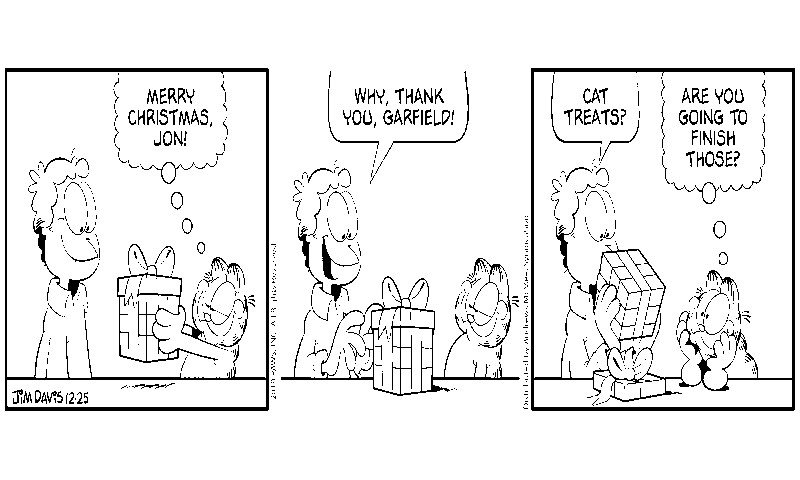 MERRY
CHRISTMAS,
JON!
JIM DAVIS 12·25
WHY, THANK
YOU, GARFIELD!
CAT
TREATS?
ARE YOU
GOING TO
FINISH
THOSE?